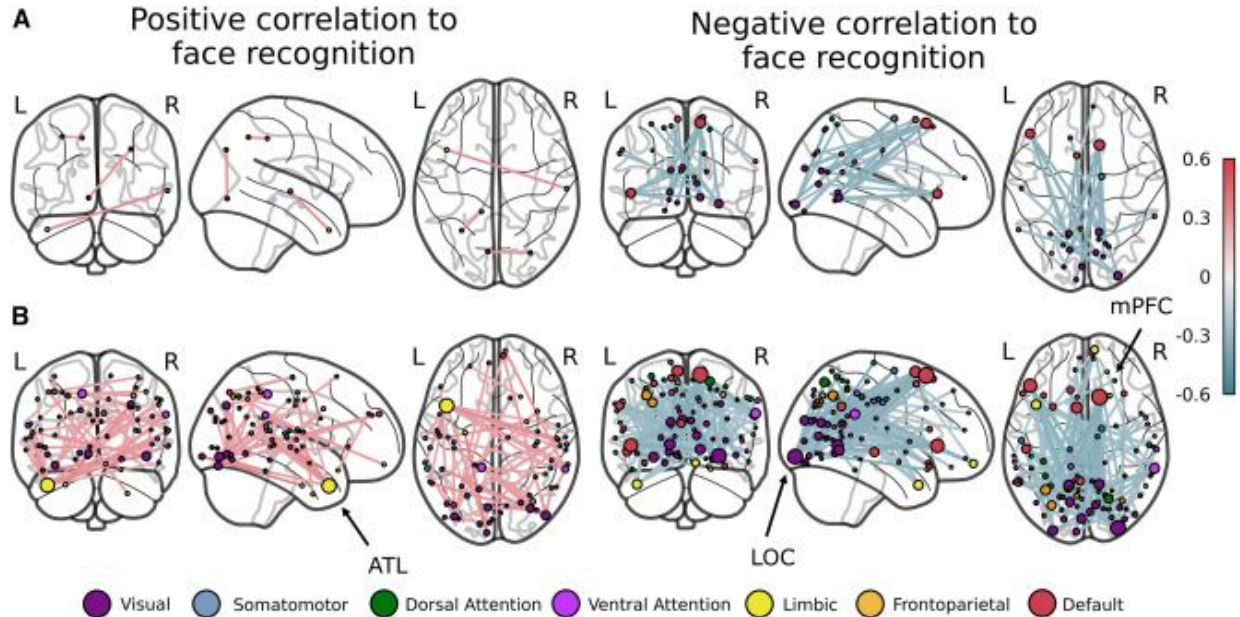 A
Positive correlation to
face recognition
Negative correlation to
face recognition
L R L R L R L R
0.6
0.3
0
-0.3
-0.6
mPFC
B
L R L R L R L R
ATL
LOC
Visual Somatomotor Dorsal Attention Ventral Attention Limbic Frontoparietal Default